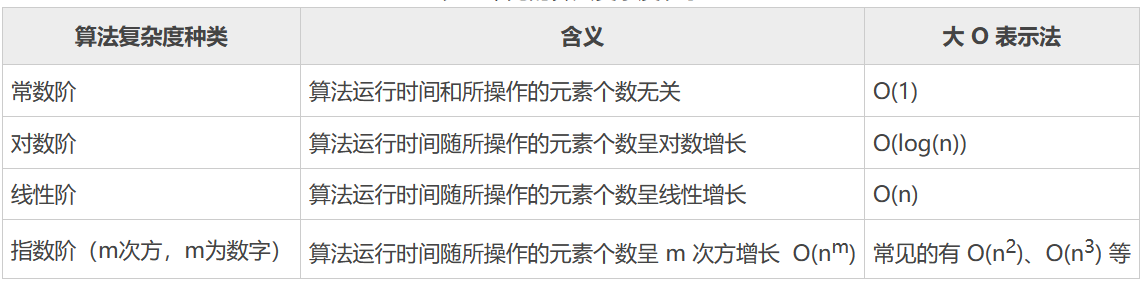 算法复杂度种类 含义 大 O 表示法
常数阶 算法运行时间和所操作的元素个数无关 O(1)
对数阶 算法运行时间随所操作的元素个数呈对数增长 O(log(n))
线性阶 算法运行时间随所操作的元素个数呈线性增长 O(n)
指数阶（m次方，m为数字） 算法运行时间随所操作的元素个数呈 m 次方增长 O(n^m) 常见的有 O(n²)、O(n³) 等